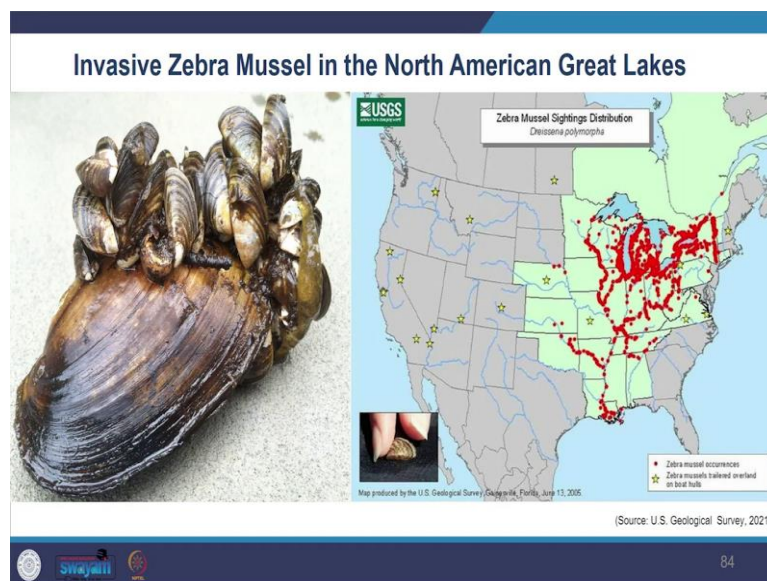 Invasive Zebra Mussel in the North American Great Lakes
USGS
Zebra Mussel Sightings Distribution
Dreissena polymorpha
Zebra mussel occurrences
Zebra mussels trailered overland
on boat hulls
Map produced by the U.S. Geological Survey, Gainesville, Florida, June 13, 2005.
(Source: U.S. Geological Survey, 2021
swayam
84